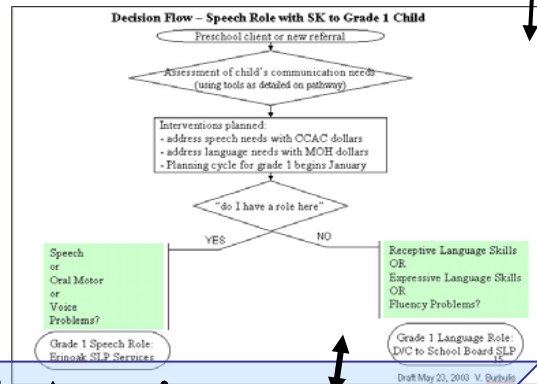 Decision Flow – Speech Role with SK to Grade 1 Child
Preschool client or new referral
Assessment of child's communication needs
(using tools as detailed on pathway)
Interventions planned:
- address speech needs with CCAC dollars
- address language needs with MOH dollars
- Planning cycle for grade 1 begins January
"do I have a role here"
YES
NO
Speech
or
Oral Motor
or
Voice
Problems?
Receptive Language Skills
OR
Expressive Language Skills
OR
Fluency Problems?
Grade 1 Speech Role:
Erinoak SLP Services
Grade 1 Language Role:
D/C to School Board SLP
15
Draft May 23, 2003 V. Burbulis